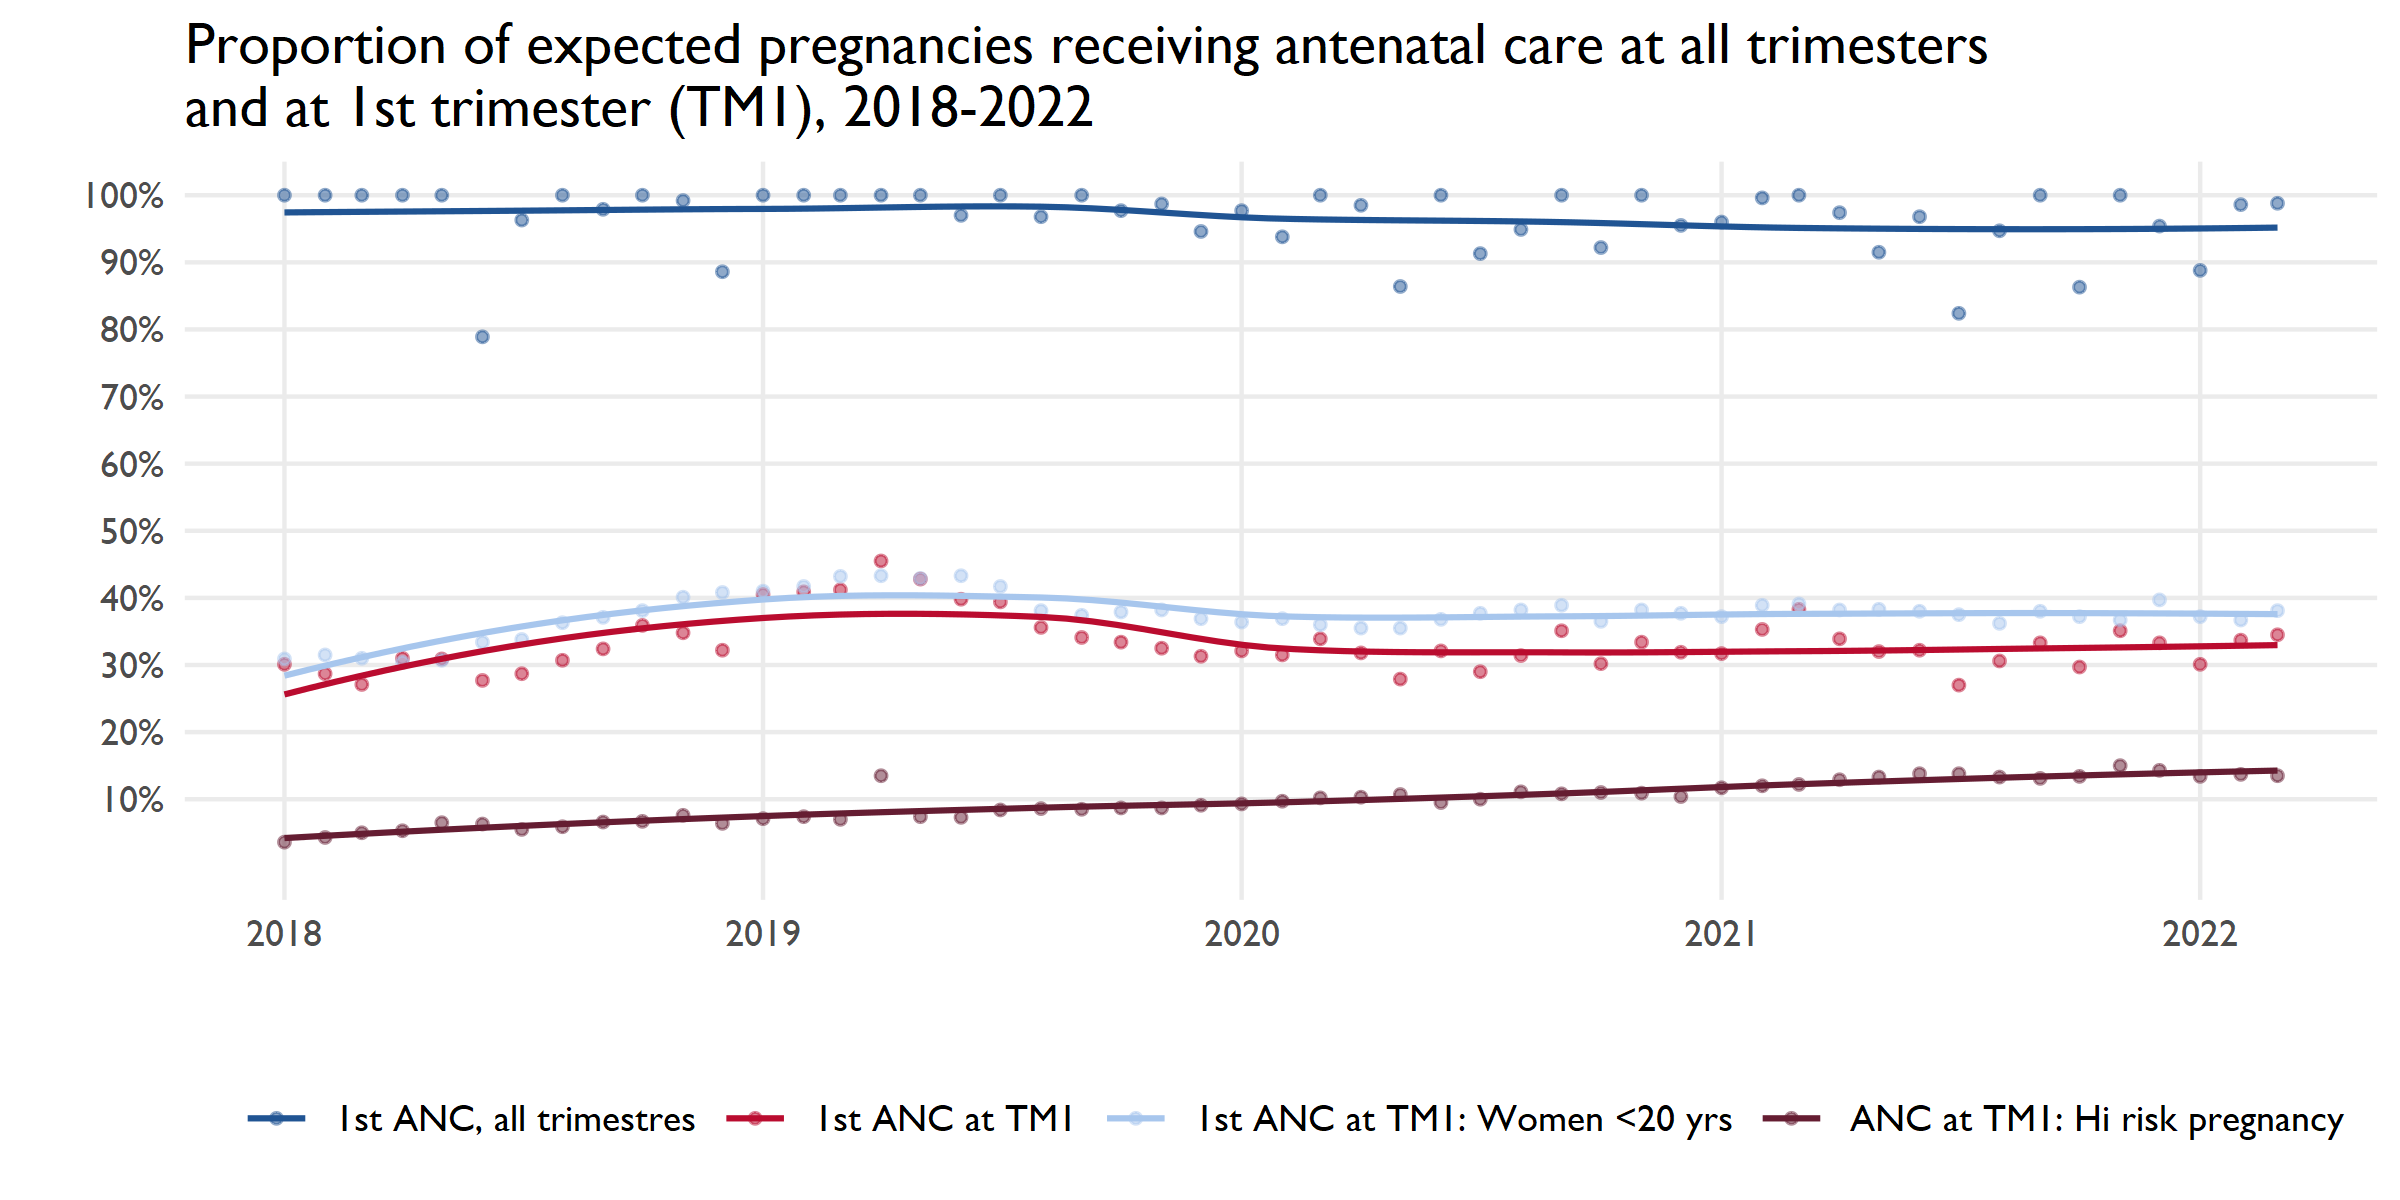 Proportion of expected pregnancies receiving antenatal care at all trimesters
and at 1st trimester (TM1), 2018-2022
100%
90%
80%
70%
60%
50%
40%
30%
20%
10%
2018 2019 2020 2021 2022
1st ANC, all trimestres 1st ANC at TM1 1st ANC at TM1: Women <20 yrs ANC at TM1: Hi risk pregnancy